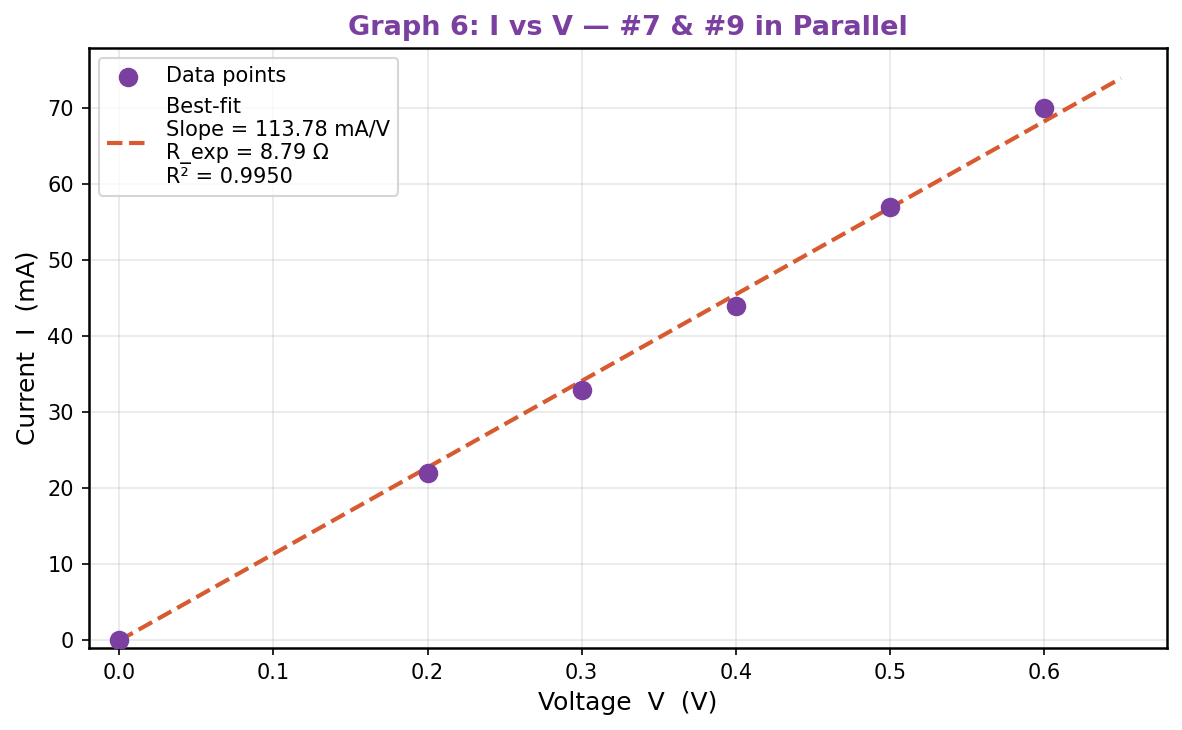 Graph 6: I vs V — #7 & #9 in Parallel
Data points
Best-fit
Slope = 113.78 mA/V
R_exp = 8.79 Ω
R² = 0.9950
Current I (mA)
70
60
50
40
30
20
10
0
0.0 0.1 0.2 0.3 0.4 0.5 0.6
Voltage V (V)